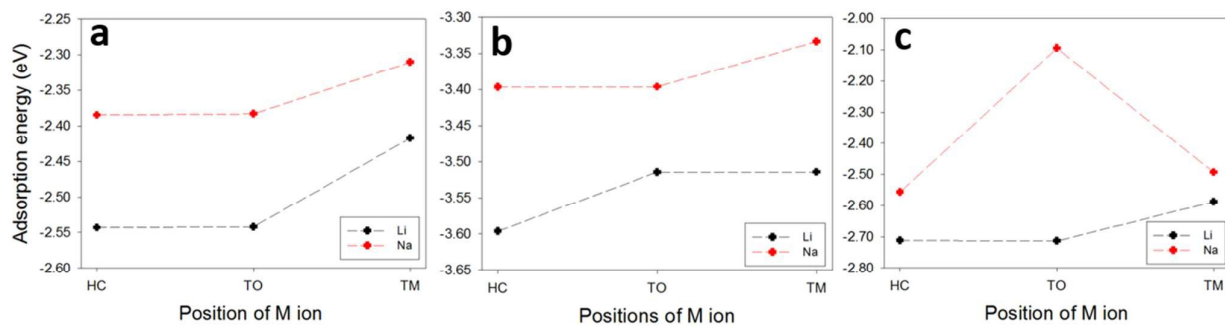 a
Adsorption energy (eV)
-2.25
-2.30
-2.35
-2.40
-2.45
-2.50
-2.55
-2.60
HC TO TM
Position of M ion
Li
Na
b
-3.30
-3.35
-3.40
-3.45
-3.50
-3.55
-3.60
-3.65
HC TO TM
Positions of M ion
Li
Na
c
-2.00
-2.10
-2.20
-2.30
-2.40
-2.50
-2.60
-2.70
-2.80
HC TO TM
Position of M ion
Li
Na